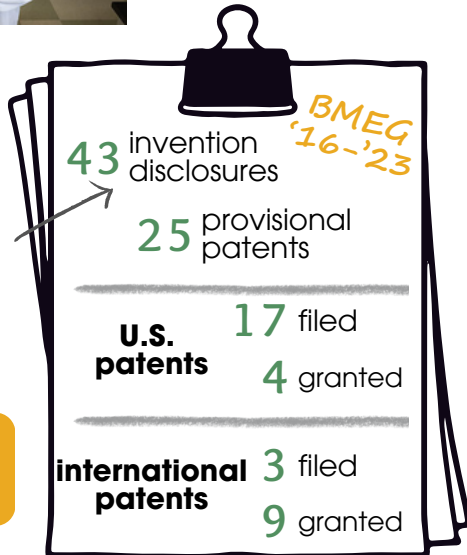 BMEG
'16-'23
43 invention
disclosures
25 provisional
patents
U.S.
patents
17 filed
4 granted
international
patents
3 filed
9 granted